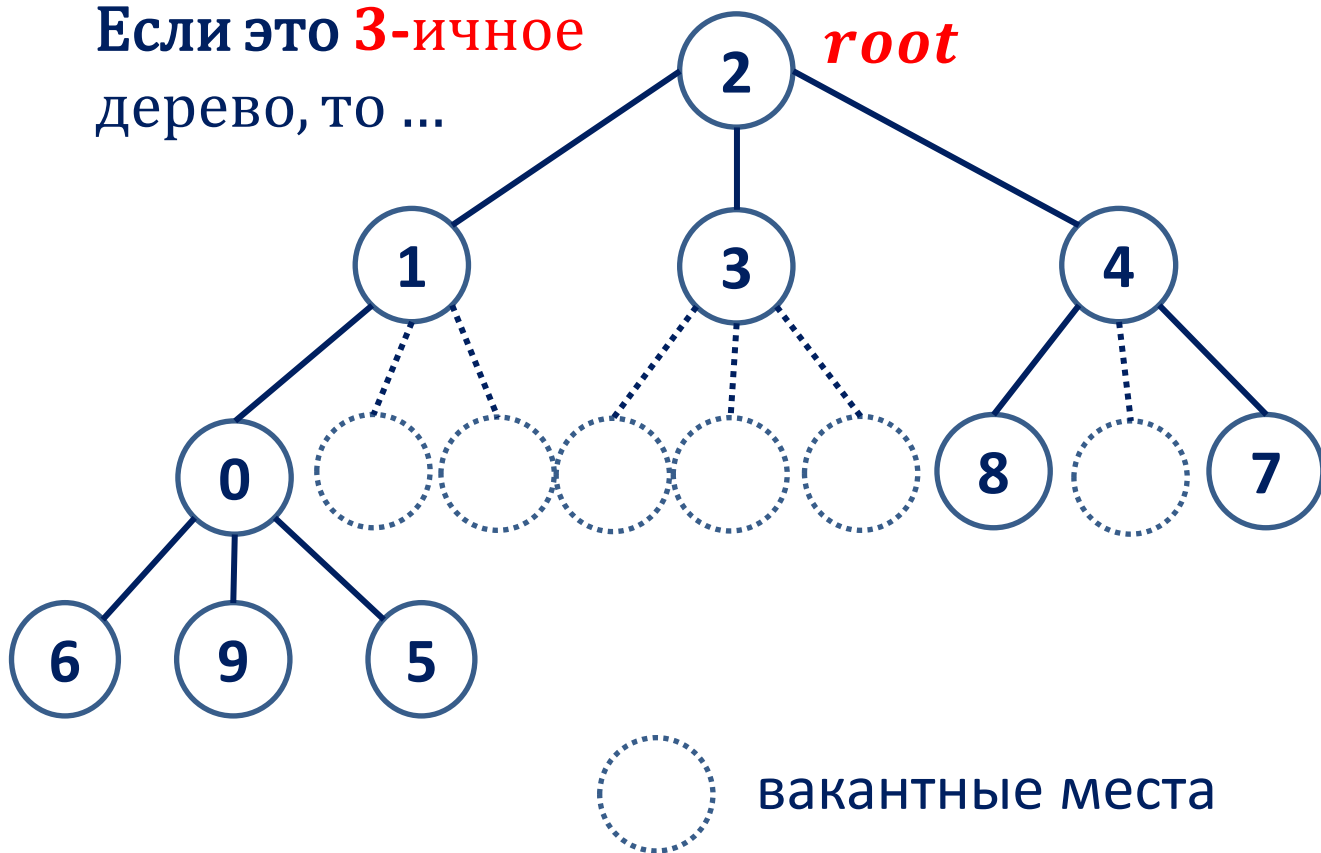 Если это 3-ичное
дерево, то ...
root
2
1 3 4
0 8 7
6 9 5
вакантные места